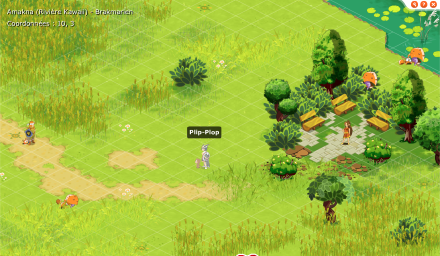 Amakna (Rivière Kawaii) - Brakmarien
Coordonnées : 10, 3
Plip-Plop